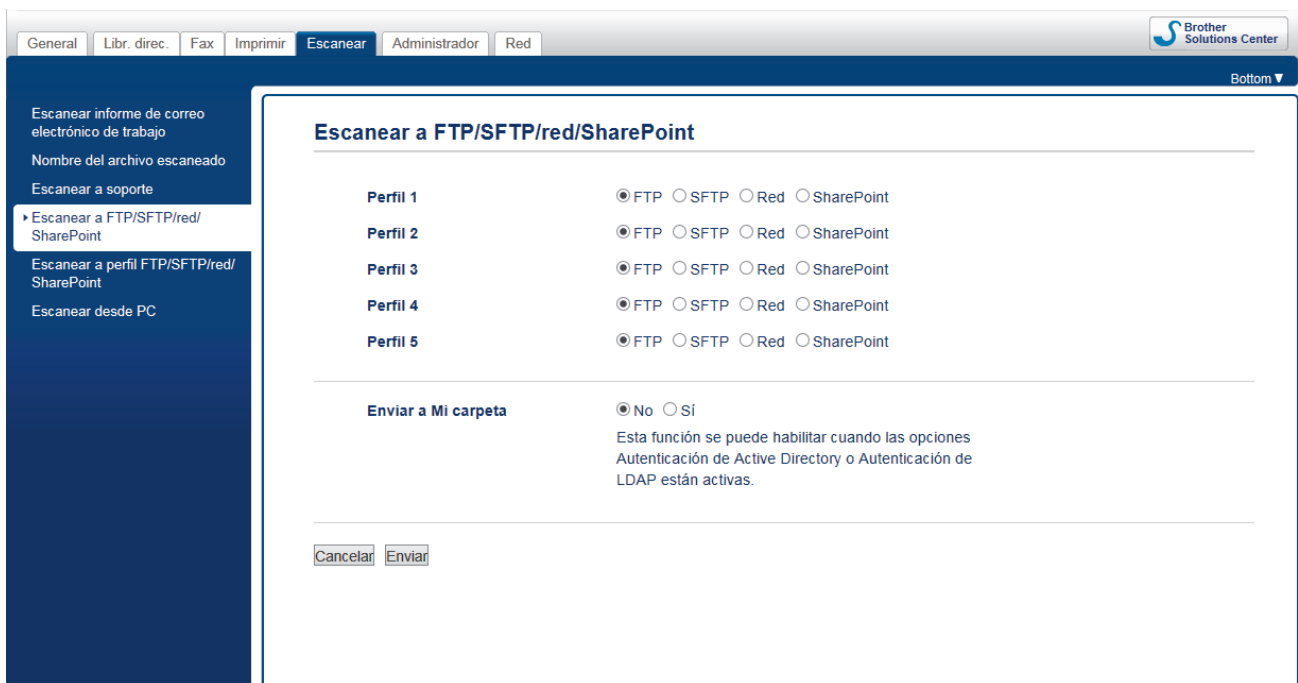 General
Libr. direc.
Fax
Imprimir
Escanear
Administrador
Red
Brother
Solutions Center
Bottom ▼
Escanear informe de correo
electrónico de trabajo
Nombre del archivo escaneado
Escanear a soporte
Escanear a FTP/SFTP/red/
SharePoint
Escanear a perfil FTP/SFTP/red/
SharePoint
Escanear desde PC
Escanear a FTP/SFTP/red/SharePoint
Perfil 1 FTP SFTP Red SharePoint
Perfil 2 FTP SFTP Red SharePoint
Perfil 3 FTP SFTP Red SharePoint
Perfil 4 FTP SFTP Red SharePoint
Perfil 5 FTP SFTP Red SharePoint
Enviar a Mi carpeta No Sí
Esta función se puede habilitar cuando las opciones
Autenticación de Active Directory o Autenticación de
LDAP están activas.
Cancelar Enviar